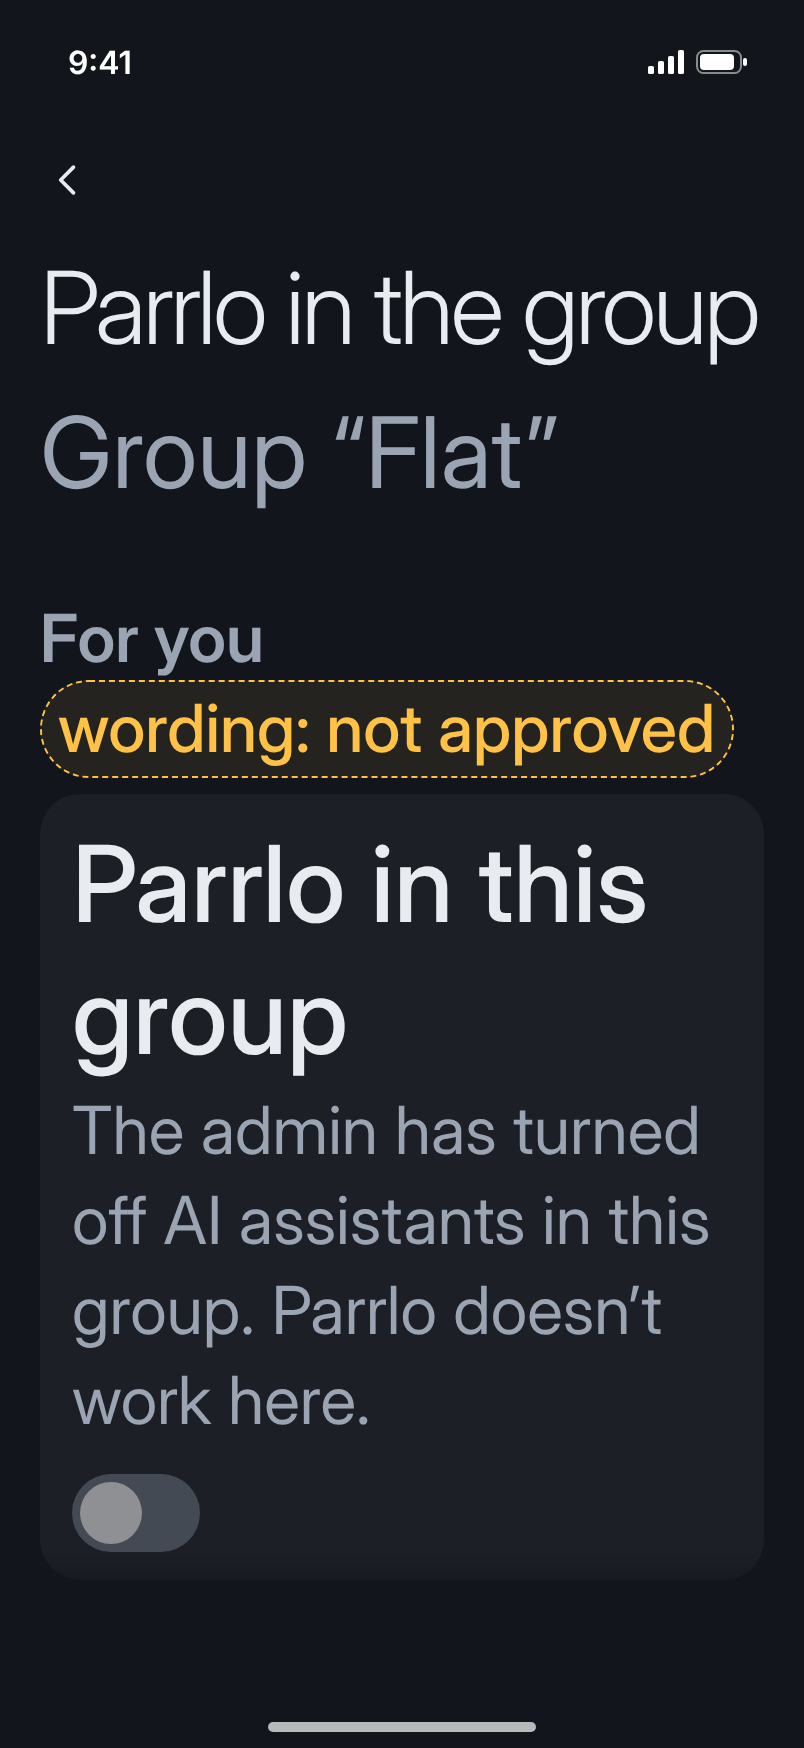 9:41
Parrlo in the group
Group “Flat”
For you
wording: not approved
Parrlo in this
group
The admin has turned
off AI assistants in this
group. Parrlo doesn’t
work here.